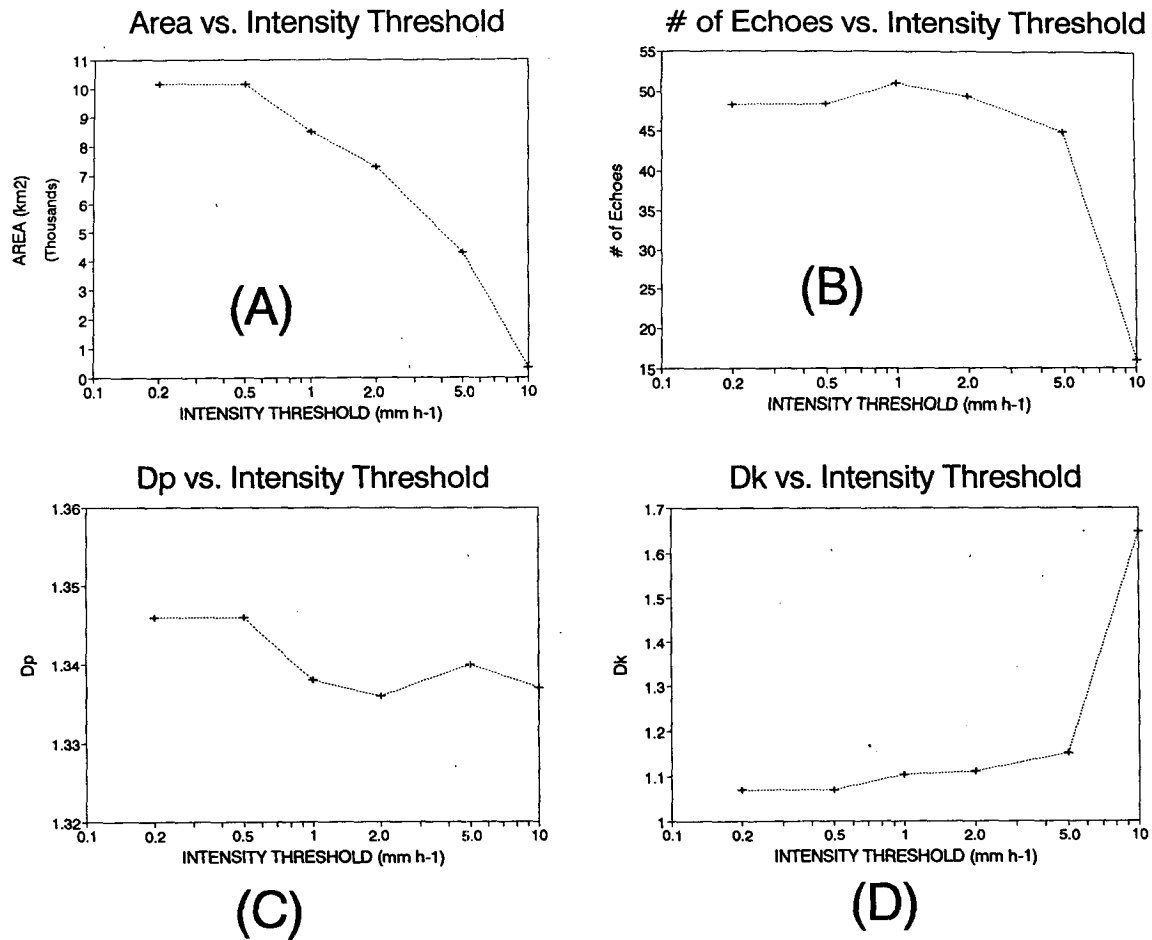 Area vs. Intensity Threshold
11
10
9
8
7
6
5
4
3
2
1
0
AREA (km2)
(Thousands)
0.1 0.2 0.5 1 2.0 5.0 10
INTENSITY THRESHOLD (mm h-1)
(A)
# of Echoes vs. Intensity Threshold
55
50
45
40
35
30
25
20
15
# of Echoes
0.1 0.2 0.5 1 2.0 5.0 10
INTENSITY THRESHOLD (mm h-1)
(B)
Dp vs. Intensity Threshold
1.36
1.35
1.34
1.33
1.32
Dp
0.1 0.2 0.5 1 2.0 5.0 10
INTENSITY THRESHOLD (mm h-1)
(C)
Dk vs. Intensity Threshold
1.7
1.6
1.5
1.4
1.3
1.2
1.1
1
Dk
0.1 0.2 0.5 1 2.0 5.0 10
INTENSITY THRESHOLD (mm h-1)
(D)